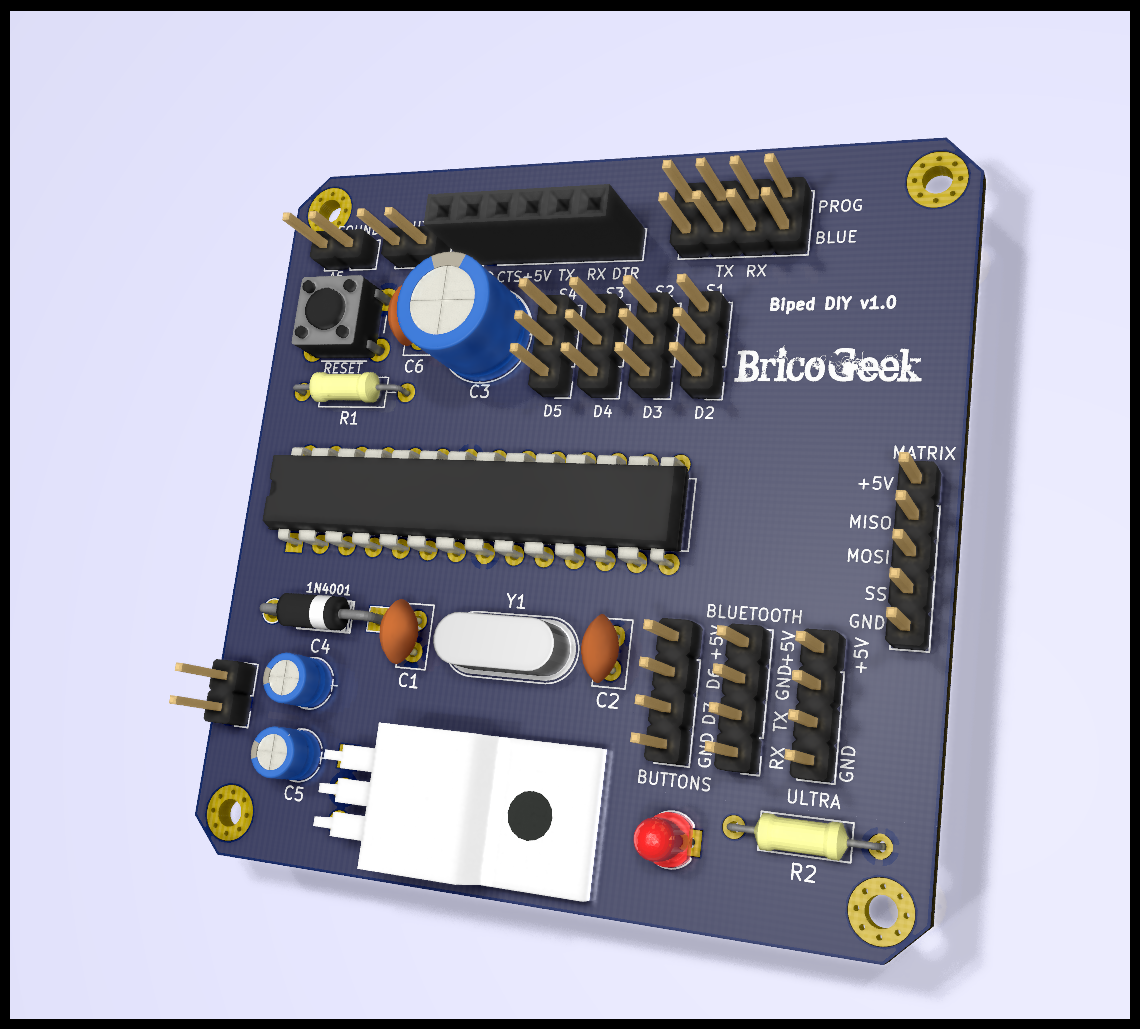 PROG
BLUE
CTS +5V TX RX DTR
TX RX
S3 S2 S1
Biped DIY v1.0
BricoGeek
RESET
C6
C3
R1
D5 D4 D3 D2
MATRIX
+5V
MISO
MOSI
SS
GND
+5V
1N4001
C4
C1
Y1
C2
C5
BLUETOOTH
+5V
D6
D7
GND
+5V
GND
TX
RX
GND
BUTTONS
ULTRA
R2